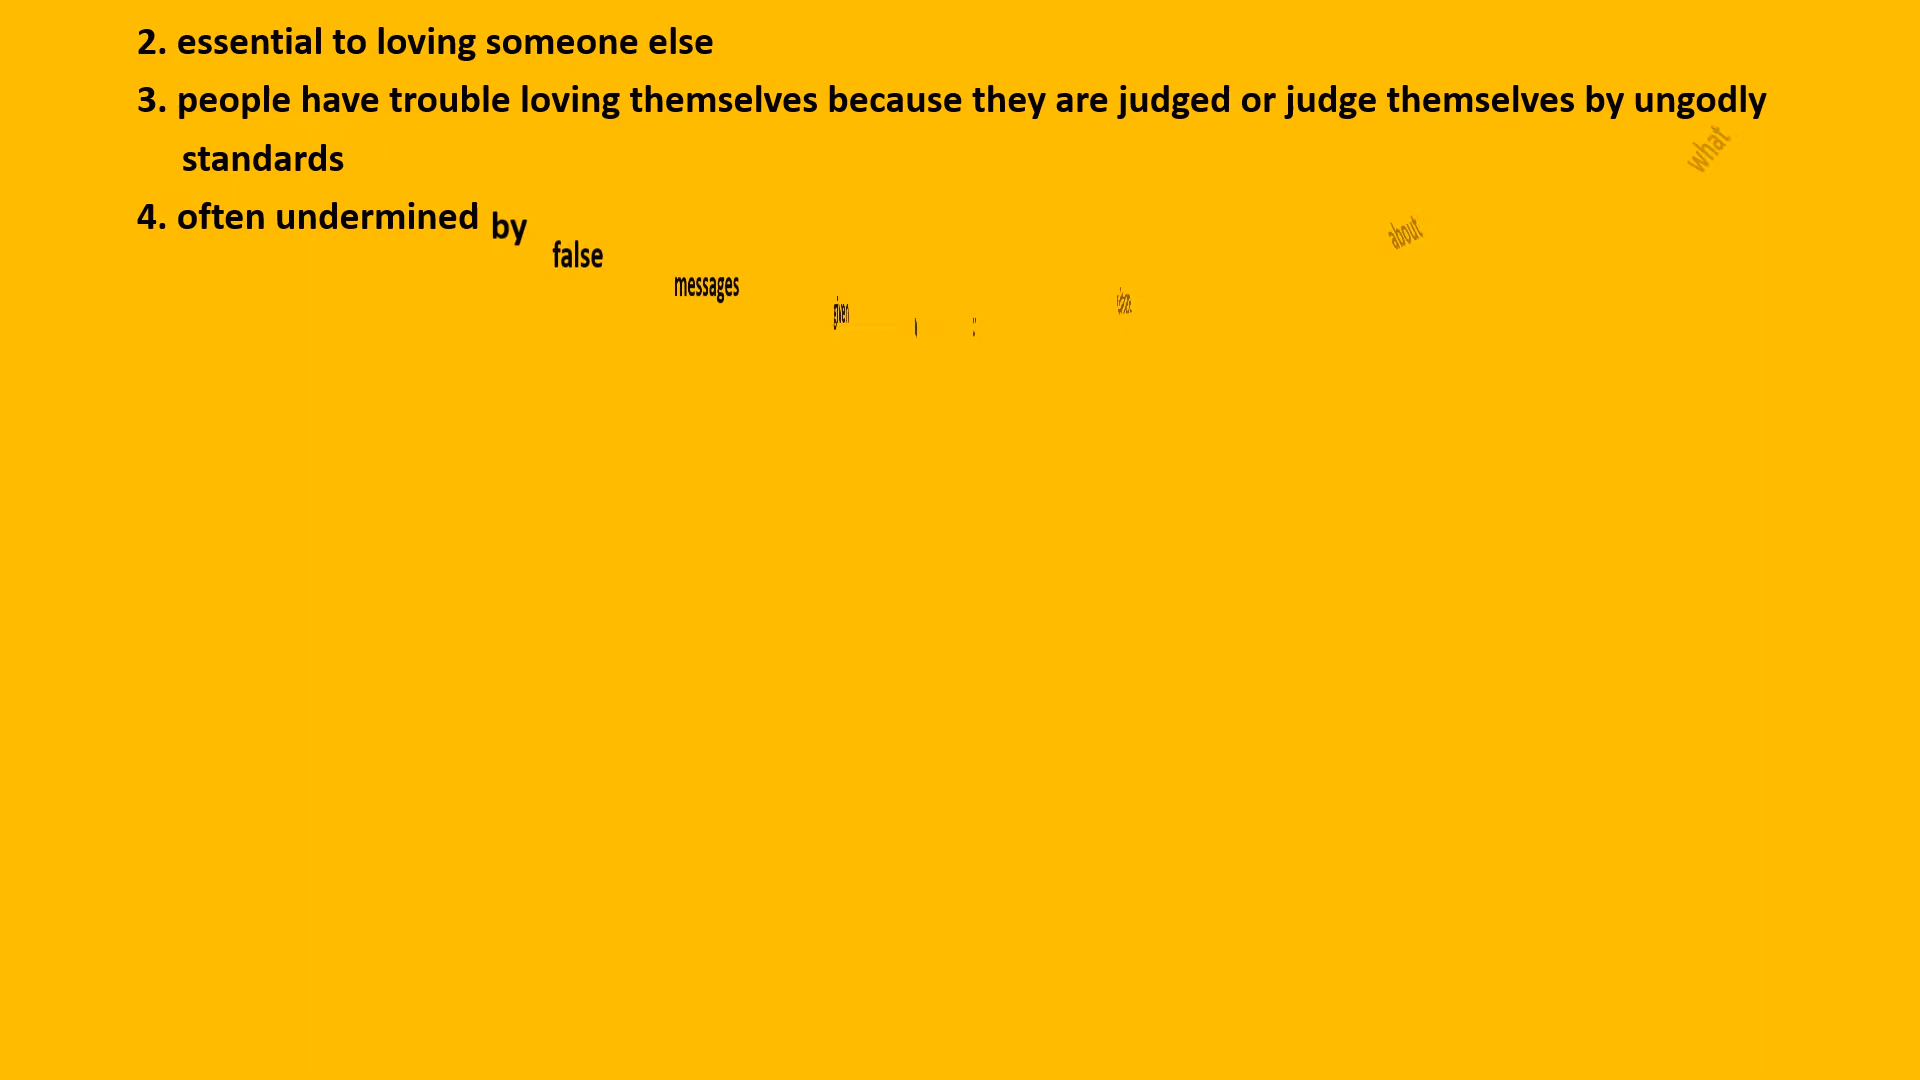 2. essential to loving someone else
3. people have trouble loving themselves because they are judged or judge themselves by ungodly
standards
4. often undermined by false messages given about what